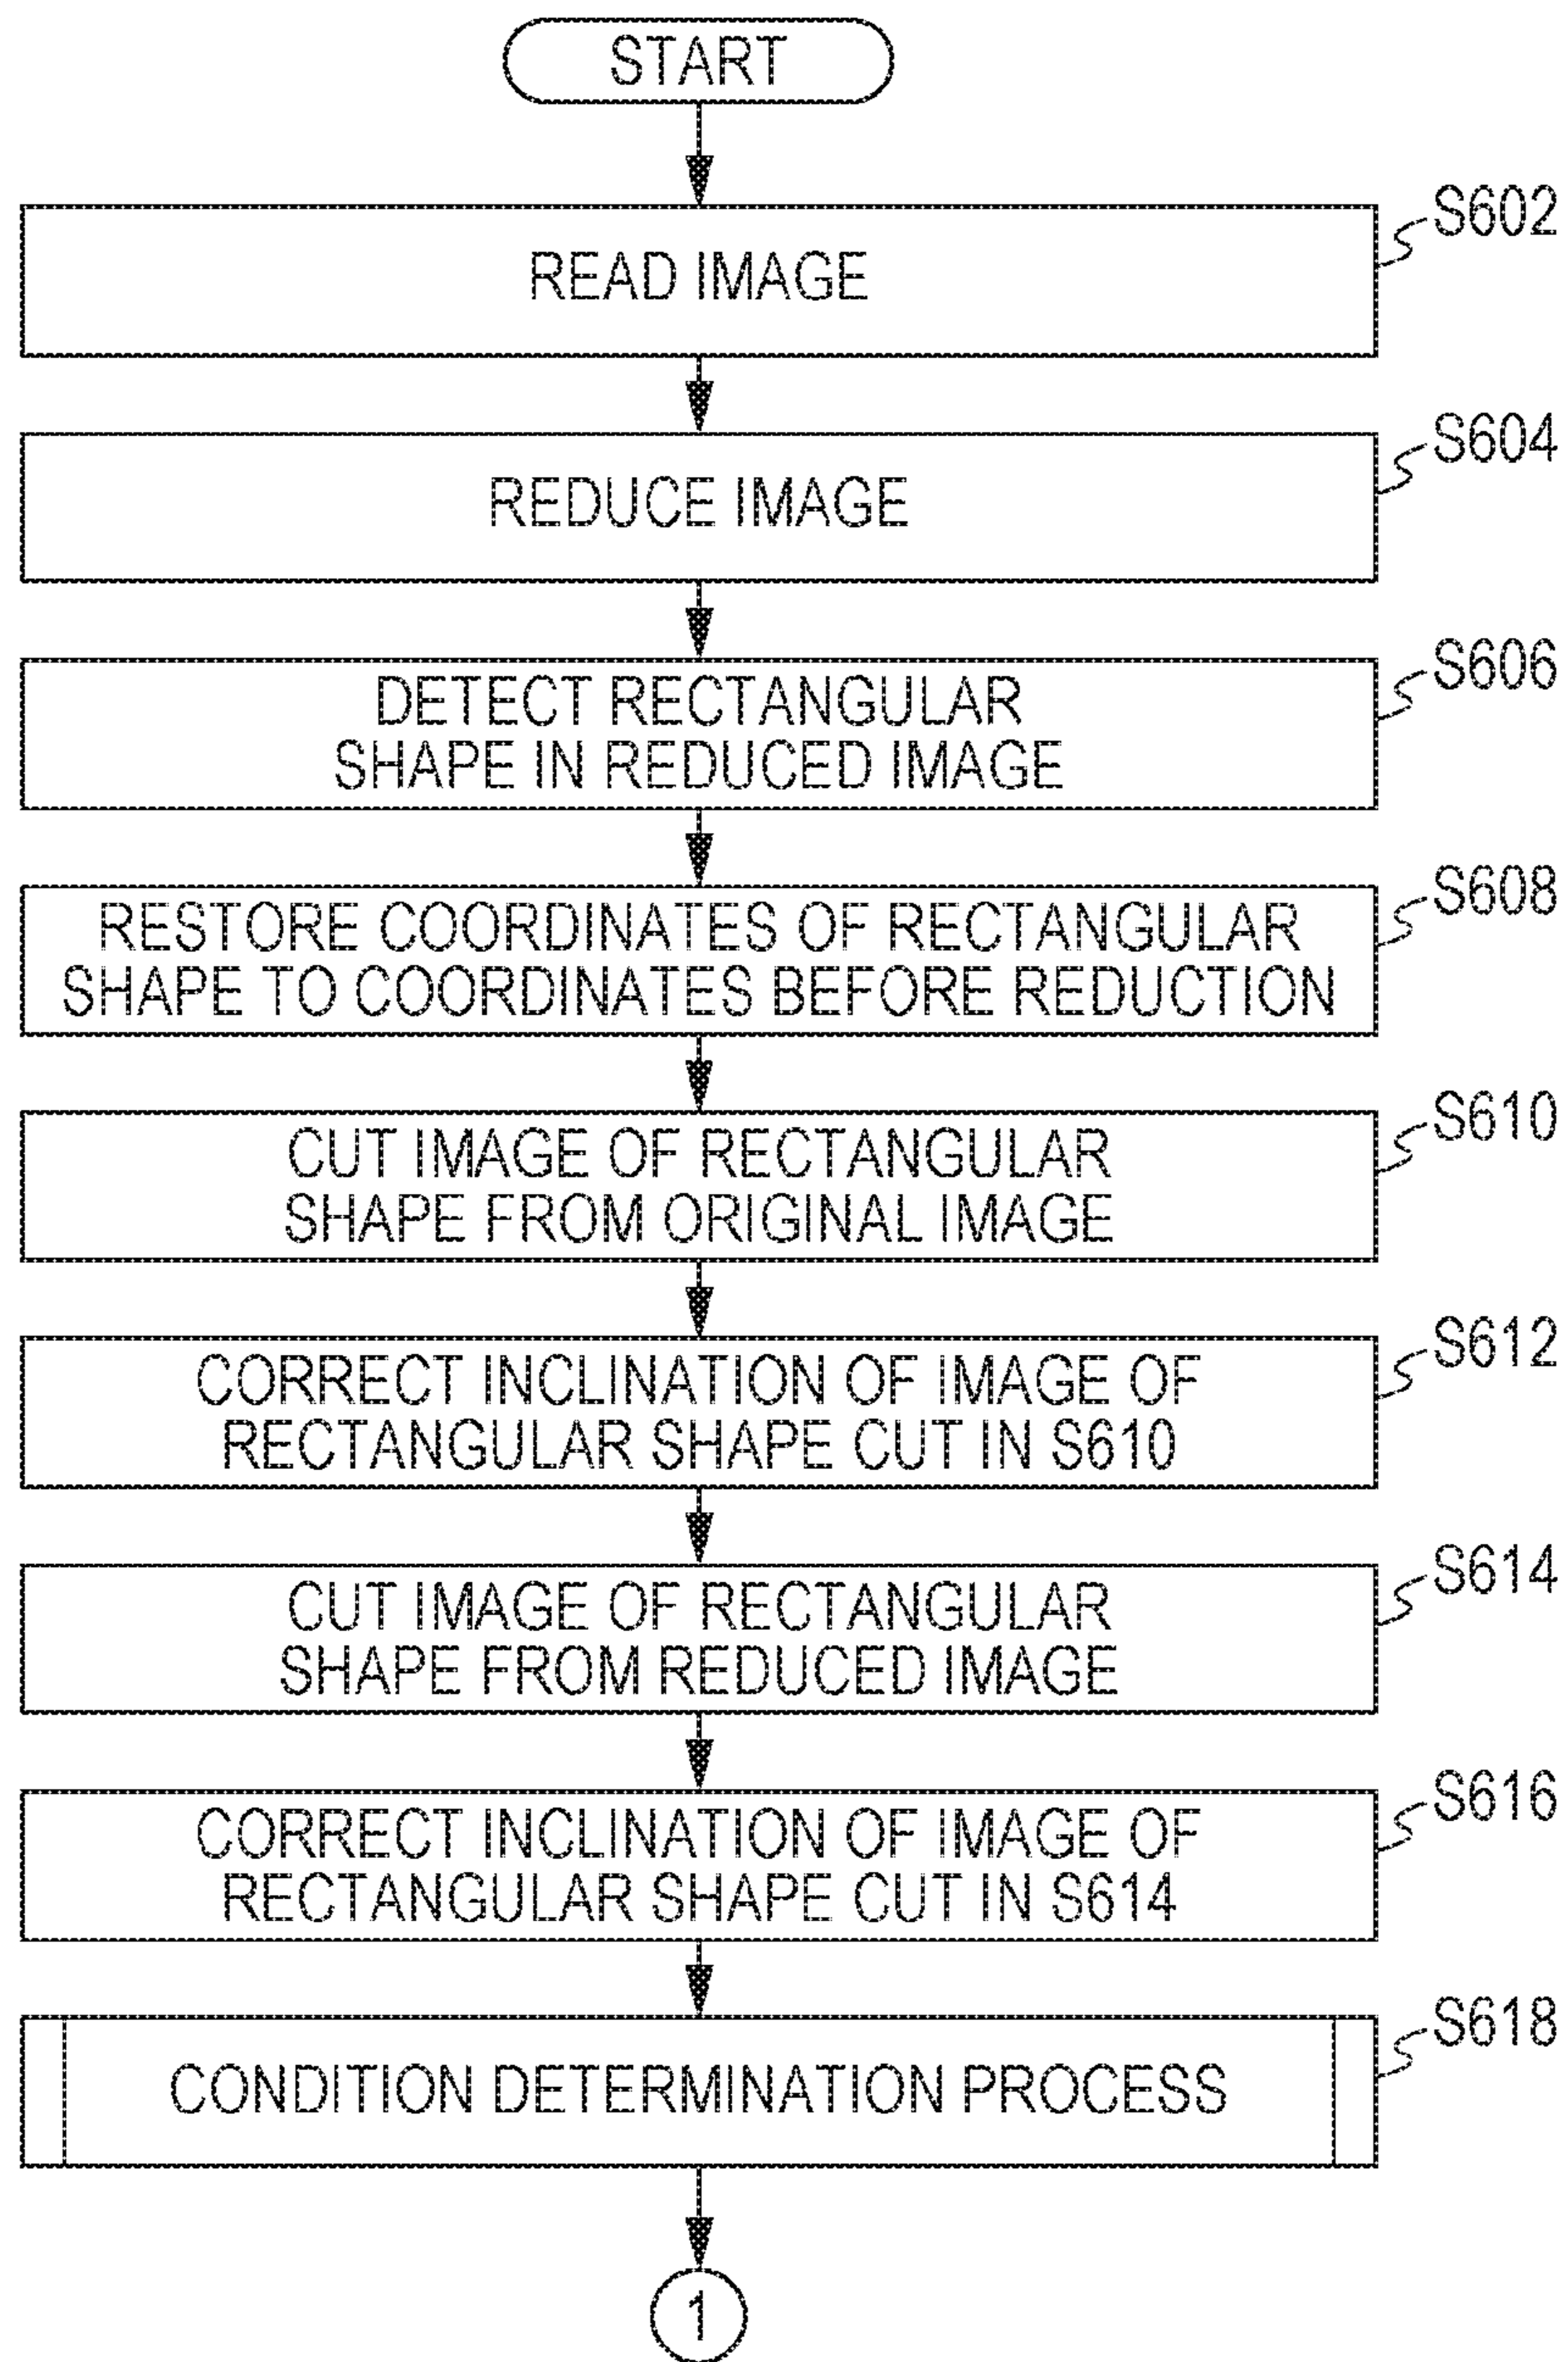 START
S602
READ IMAGE
S604
REDUCE IMAGE
S606
DETECT RECTANGULAR
SHAPE IN REDUCED IMAGE
S608
RESTORE COORDINATES OF RECTANGULAR
SHAPE TO COORDINATES BEFORE REDUCTION
S610
CUT IMAGE OF RECTANGULAR
SHAPE FROM ORIGINAL IMAGE
S612
CORRECT INCLINATION OF IMAGE OF
RECTANGULAR SHAPE CUT IN S610
S614
CUT IMAGE OF RECTANGULAR
SHAPE FROM REDUCED IMAGE
S616
CORRECT INCLINATION OF IMAGE OF
RECTANGULAR SHAPE CUT IN S614
S618
CONDITION DETERMINATION PROCESS
1